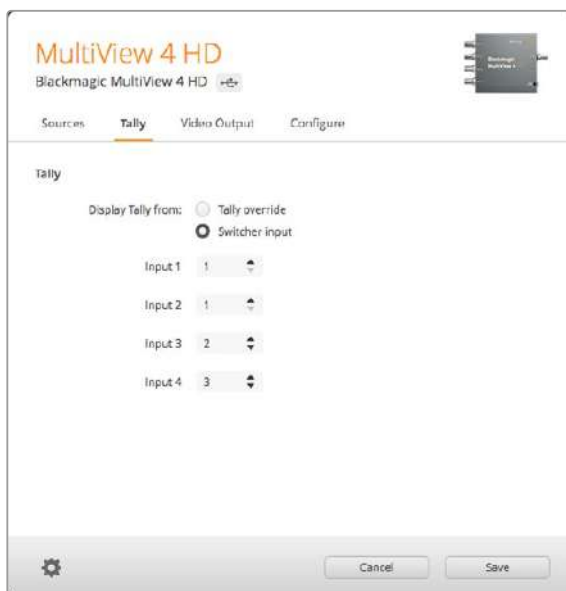 MultiView 4 HD
Blackmagic MultiView 4 HD
Sources Tally Video Output Configure
Tally
Display Tally from: Tally override
Switcher input
Input 1 1
Input 2 1
Input 3 2
Input 4 3
Cancel Save